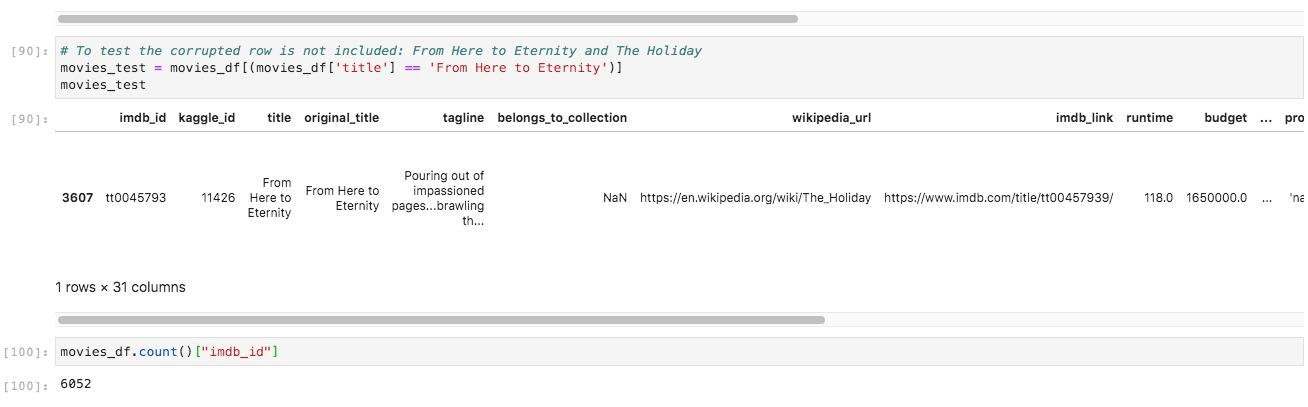 [90]: # To test the corrupted row is not included: From Here to Eternity and The Holiday
movies_test = movies_df[(movies_df['title'] == 'From Here to Eternity')]
movies_test
[90]: imdb_id kaggle_id title original_title tagline belongs_to_collection wikipedia_url imdb_link runtime budget ... pro
3607 tt0045793 11426 From Here to Eternity From Here to Eternity Pouring out of impassioned pages...brawling th... NaN https://en.wikipedia.org/wiki/The_Holiday https://www.imdb.com/title/tt00457939/ 118.0 1650000.0 ... 'na
1 rows × 31 columns
[100]: movies_df.count()["imdb_id"]
[100]: 6052